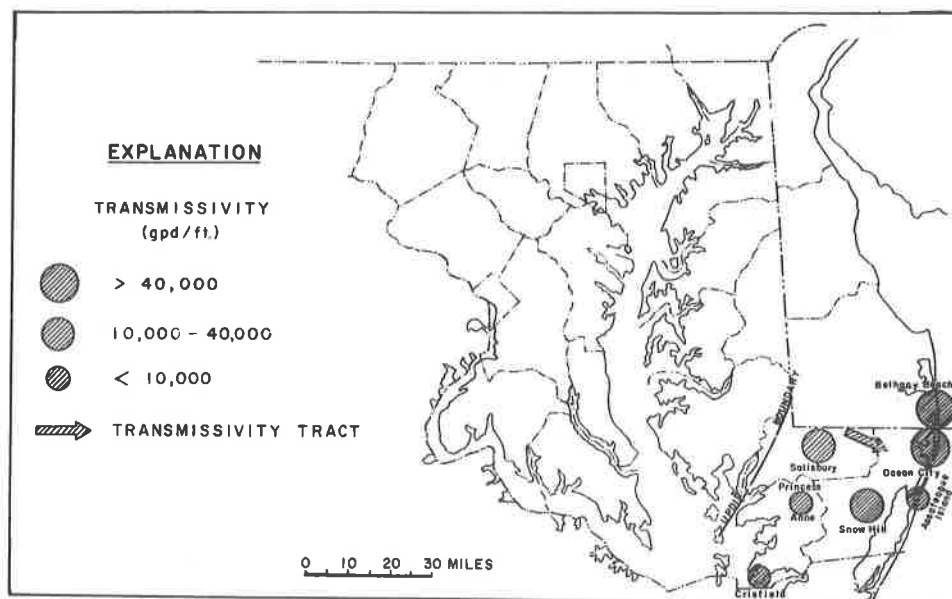 EXPLANATION
TRANSMISSIVITY
(gpd/ft.)
> 40,000
10,000 - 40,000
< 10,000
TRANSMISSIVITY TRACT
0 10 20 30 MILES
UPDIP BOUNDARY
Bethany Beach
Ocean City
Salisbury
Princess
Anne
Snow Hill
Assateague
Island
Crisfield